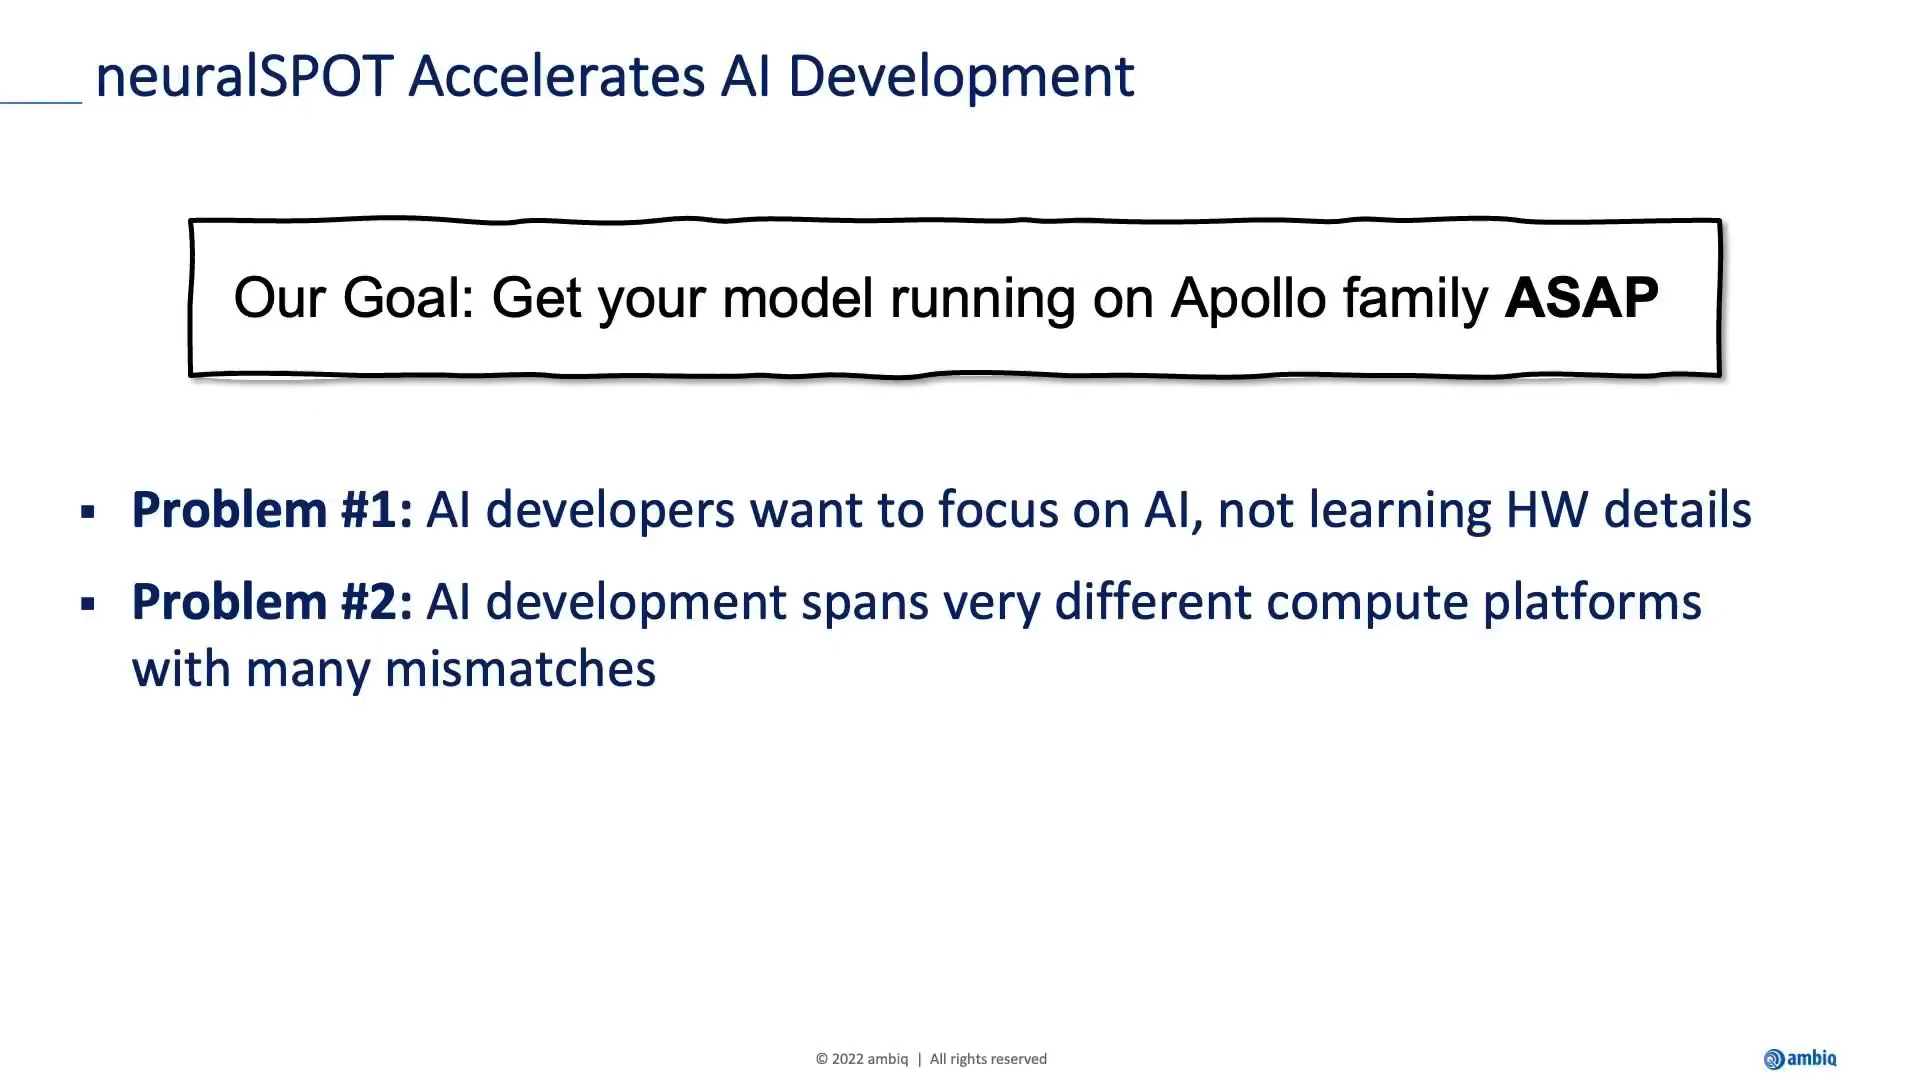 neuralSPOT Accelerates AI Development
Our Goal: Get your model running on Apollo family ASAP
▪ Problem #1: AI developers want to focus on AI, not learning HW details
▪ Problem #2: AI development spans very different compute platforms
with many mismatches
© 2022 ambiq | All rights reserved
ambiq